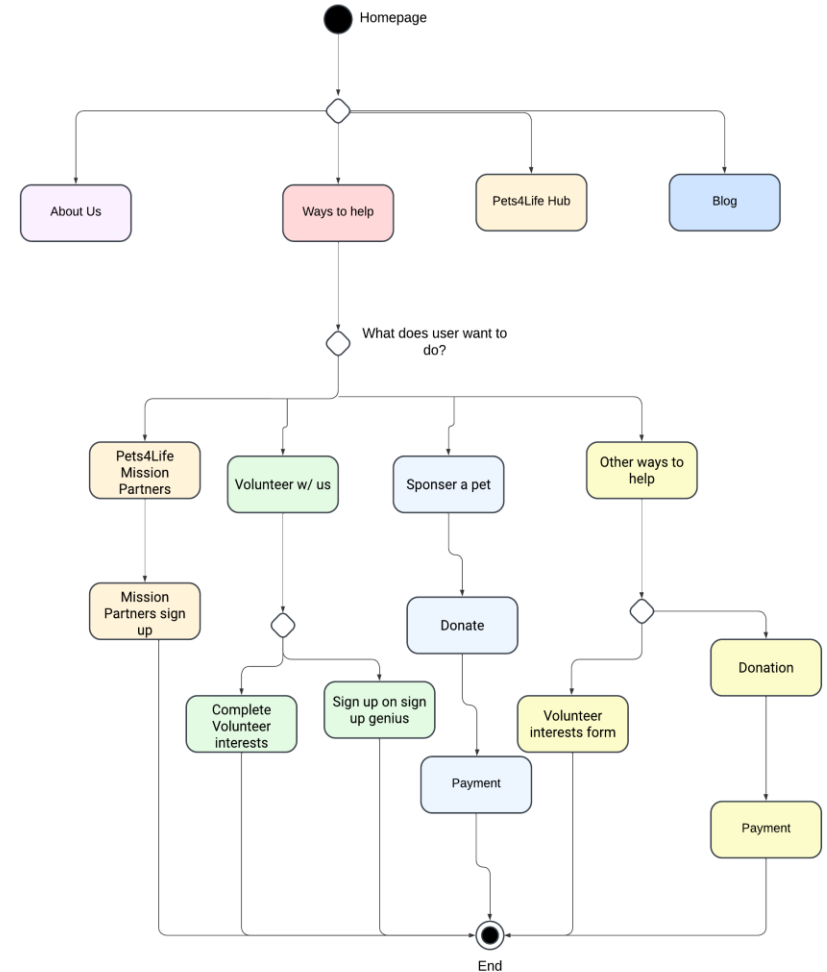 Homepage
About Us
Ways to help
Pets4Life Hub
Blog
What does user want to
do?
Pets4Life
Mission
Partners
Volunteer w/ us
Sponser a pet
Other ways to
help
Mission
Partners sign
up
Donate
Donation
Complete
Volunteer
interests
Sign up on sign
up genius
Volunteer
interests form
Payment
Payment
End